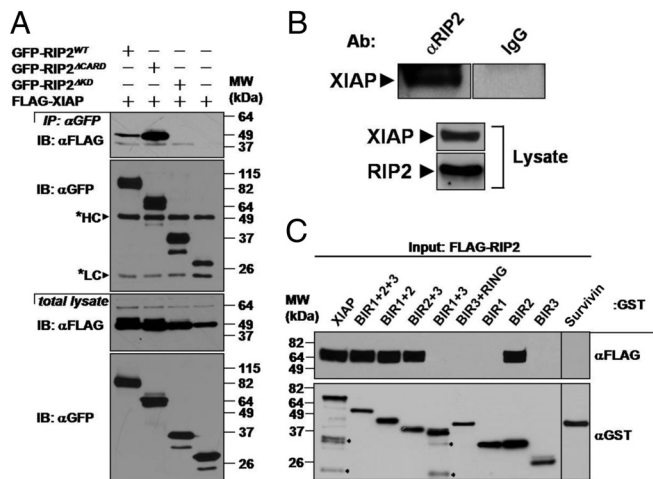 A
GFP-RIP2WT + − − −
GFP-RIP2ΔCARD − + − −
GFP-RIP2ΔKD − − + −
FLAG-XIAP + + + +
MW
(kDa)
IP: αGFP
IB: αFLAG
64
49
37
IB: αGFP
*HC
*LC
115
82
64
49
37
26
total lysate
IB: αFLAG
64
49
37
IB: αGFP
115
82
64
49
37
26
B
Ab: αRIP2 IgG
XIAP
XIAP
RIP2
Lysate
C
Input: FLAG-RIP2
MW
(kDa)
XIAP BIR1+2+3 BIR1+2 BIR2+3 BIR1+3 BIR3+RING BIR1 BIR2 BIR3 Survivin :GST
82
64
49
αFLAG
82
64
49
37
26
αGST